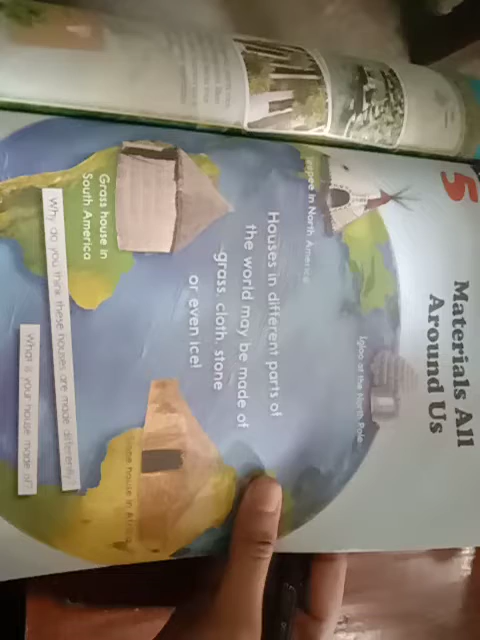 5
Materials All
Around Us
Igloo at the North Pole
in North America
Houses in different parts of
the world may be made of
grass, cloth, stone
or even ice!
Grass house in
South America
house in Africa
Why do you think these houses are made differently?
What is your house made of?